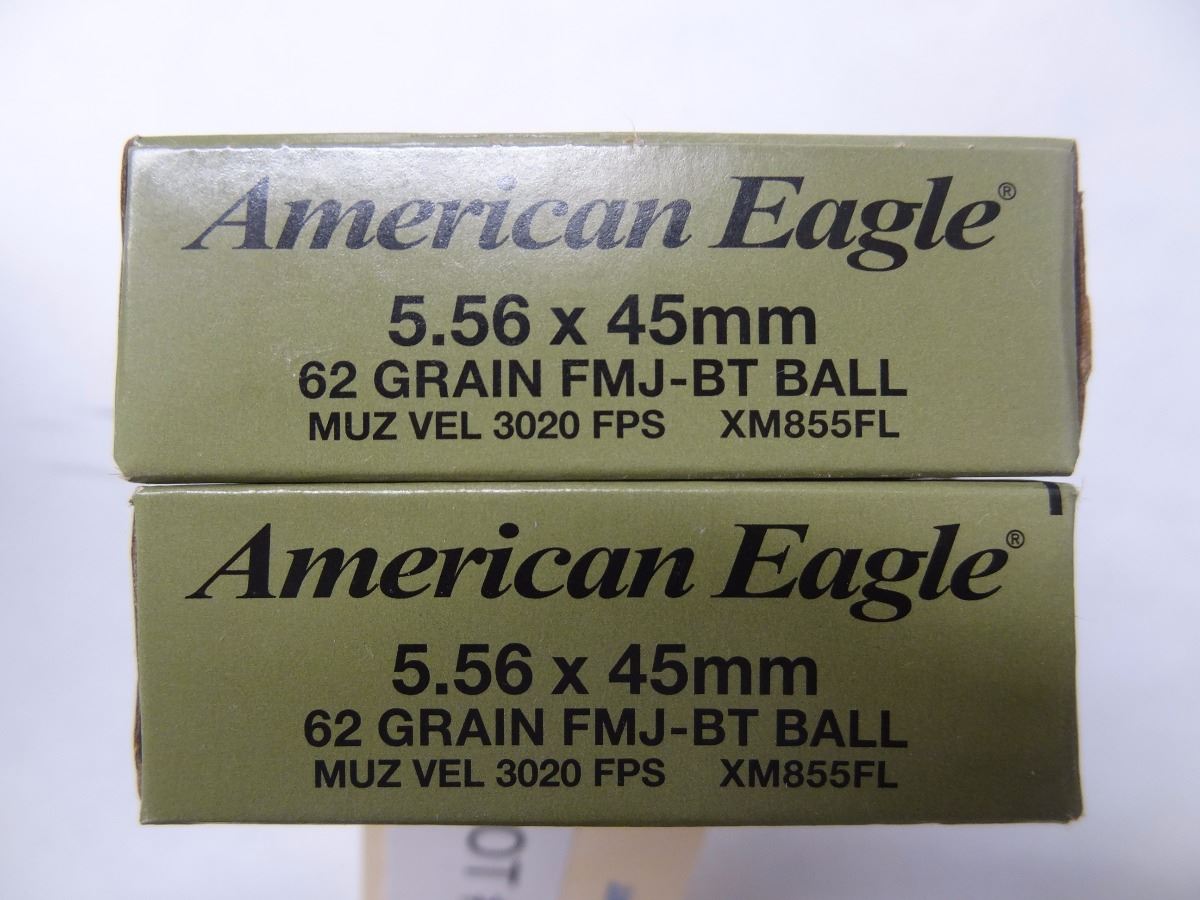 American Eagle®
5.56 x 45mm
62 GRAIN FMJ-BT BALL
MUZ VEL 3020 FPS XM855FL
American Eagle®
5.56 x 45mm
62 GRAIN FMJ-BT BALL
MUZ VEL 3020 FPS XM855FL
OT